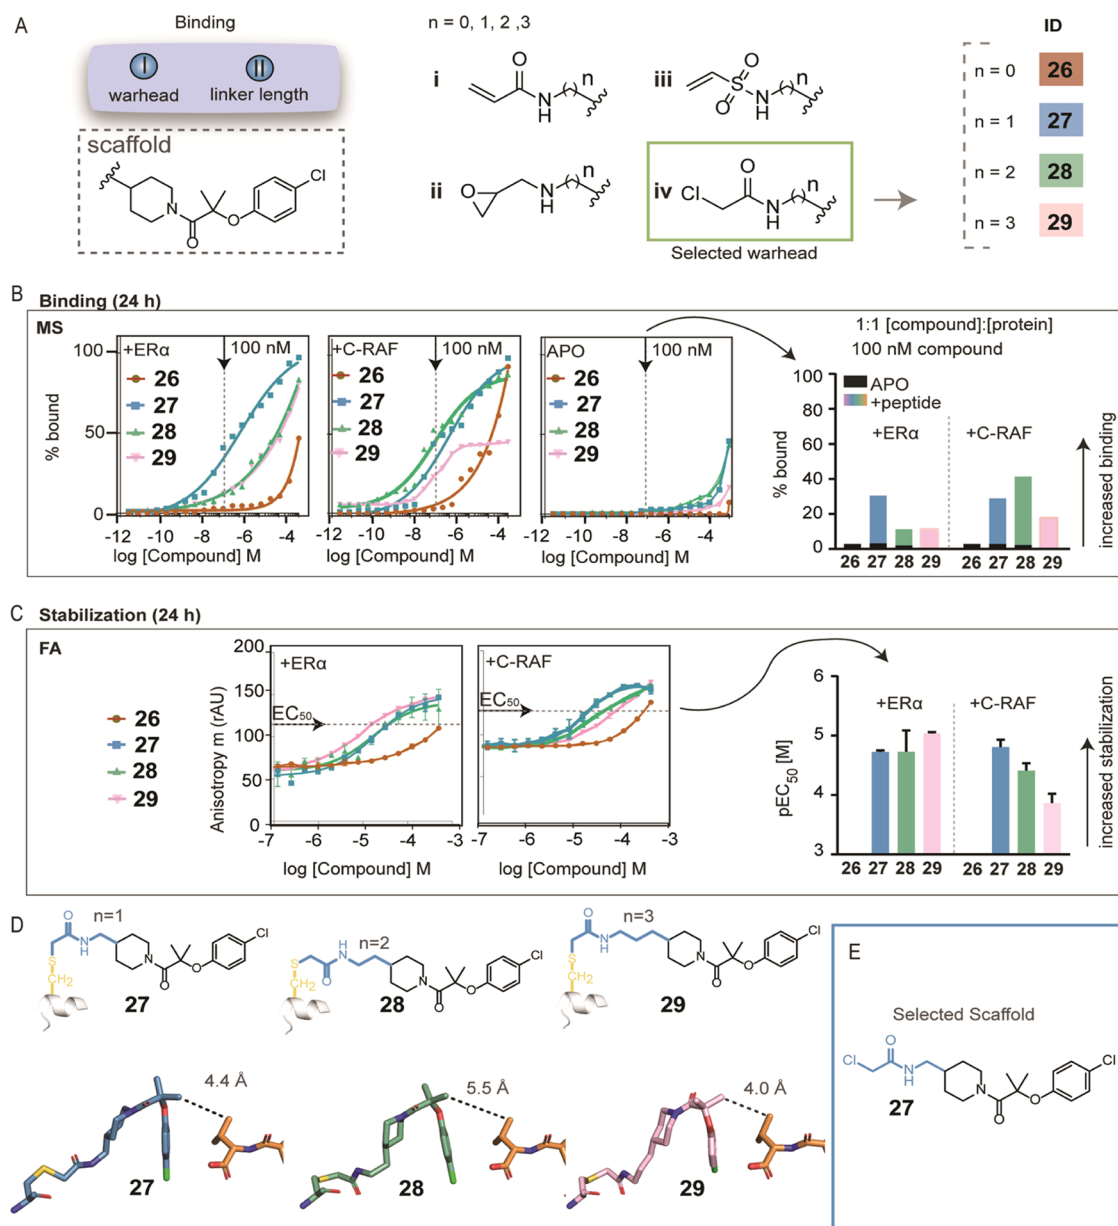 A
Binding
I
II
warhead
linker length
scaffold
N
O
O
Cl
n = 0, 1, 2 ,3
i
O
N
H
n
iii
O
S
O
NH
n
ii
O
N
H
n
iv
Cl
O
N
H
n
Selected warhead
ID
n = 0
26
n = 1
27
n = 2
28
n = 3
29
B
Binding (24 h)
MS
% bound
100
50
0
+ERα
100 nM
26
27
28
29
-12 -10 -8 -6 -4
log [Compound] M
+C-RAF
100 nM
26
27
28
29
-12 -10 -8 -6 -4
log [Compound] M
APO
100 nM
26
27
28
29
-12 -10 -8 -6 -4
log [Compound] M
1:1 [compound]:[protein]
100 nM compound
APO
+peptide
+ERα
+C-RAF
% bound
100
80
60
40
20
0
26 27 28 29
26 27 28 29
increased binding
C
Stabilization (24 h)
FA
26
27
28
29
Anisotropy m (rAU)
200
150
100
50
0
+ERα
EC50
-7 -6 -5 -4 -3
log [Compound] M
+C-RAF
EC50
-7 -6 -5 -4 -3
log [Compound] M
pEC50 [M]
6
5
4
3
+ERα
+C-RAF
26 27 28 29
26 27 28 29
increased stabilization
D
n=1
O
N
H
S
CH2
N
O
O
Cl
27
n=2
S
CH2
O
H
N
N
O
O
Cl
28
n=3
O
N
H
S
CH2
N
O
O
Cl
29
4.4 Å
27
5.5 Å
28
4.0 Å
29
E
Selected Scaffold
Cl
O
N
H
N
O
O
Cl
27